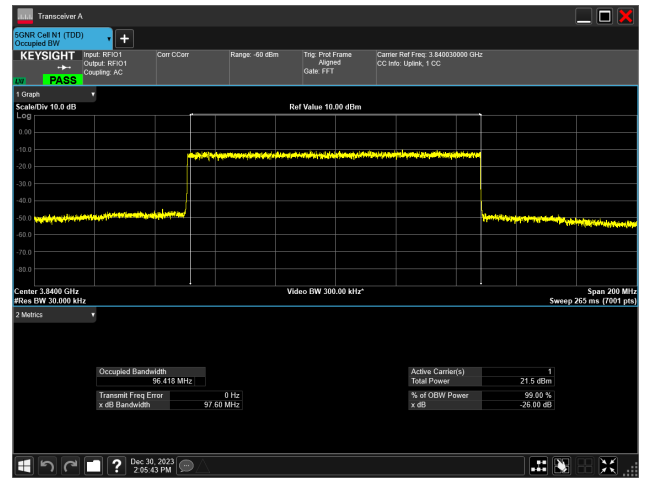 Transceiver A
5GNR Cell N1 (TDD)
Occupied BW
KEYSIGHT
Input: RFIO1
Output: RFIO1
Coupling: AC
Corr CCorr
Range: -60 dBm
Trig: Prot Frame
Aligned
Gate: FFT
Carrier Ref Freq: 3.840030000 GHz
CC Info: Uplink, 1 CC
PASS
1 Graph
Scale/Div 10.0 dB
Ref Value 10.00 dBm
Log
0.00
-10.0
-20.0
-30.0
-40.0
-50.0
-60.0
-70.0
-80.0
Center 3.8400 GHz
#Res BW 30.000 kHz
Video BW 300.00 kHz*
Span 200 MHz
Sweep 265 ms (7001 pts)
2 Metrics
Occupied Bandwidth
96.418 MHz
Transmit Freq Error 0 Hz
x dB Bandwidth 97.60 MHz
Active Carrier(s) 1
Total Power 21.5 dBm
% of OBW Power 99.00 %
x dB -26.00 dB
Dec 30, 2023
2:05:43 PM